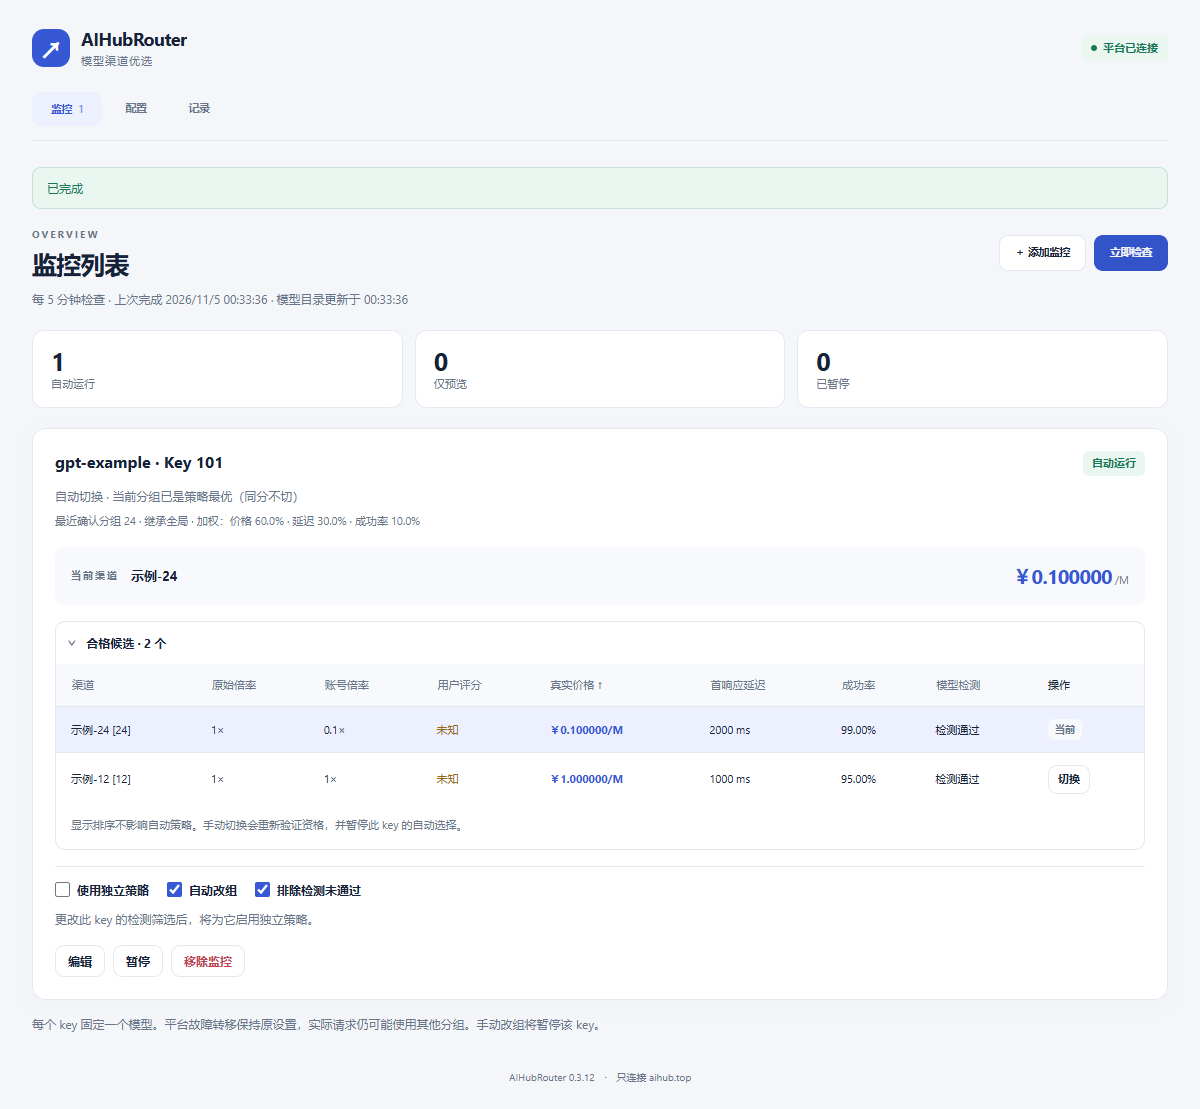 AIHubRouter
模型渠道优选
平台已连接
监控 1
配置
记录
已完成
OVERVIEW
监控列表
+ 添加监控
立即检查
每 5 分钟检查 · 上次完成 2026/11/5 00:33:36 · 模型目录更新于 00:33:36
1
自动运行
0
仅预览
0
已暂停
gpt-example · Key 101
自动运行
自动切换 · 当前分组已是策略最优（同分不切）
最近确认分组 24 · 继承全局 · 加权：价格 60.0% · 延迟 30.0% · 成功率 10.0%
当前渠道 示例-24
¥0.100000 /M
合格候选 · 2 个
渠道 原始倍率 账号倍率 用户评分 真实价格 ↑ 首响应延迟 成功率 模型检测 操作
示例-24 [24] 1× 0.1× 未知 ¥0.100000/M 2000 ms 99.00% 检测通过 当前
示例-12 [12] 1× 1× 未知 ¥1.000000/M 1000 ms 95.00% 检测通过 切换
显示排序不影响自动策略。手动切换会重新验证资格，并暂停此 key 的自动选择。
使用独立策略 自动改组 排除检测未通过
更改此 key 的检测筛选后，将为它启用独立策略。
编辑 暂停 移除监控
每个 key 固定一个模型。平台故障转移保持原设置，实际请求仍可能使用其他分组。手动改组将暂停该 key。
AIHubRouter 0.3.12 · 只连接 aihub.top